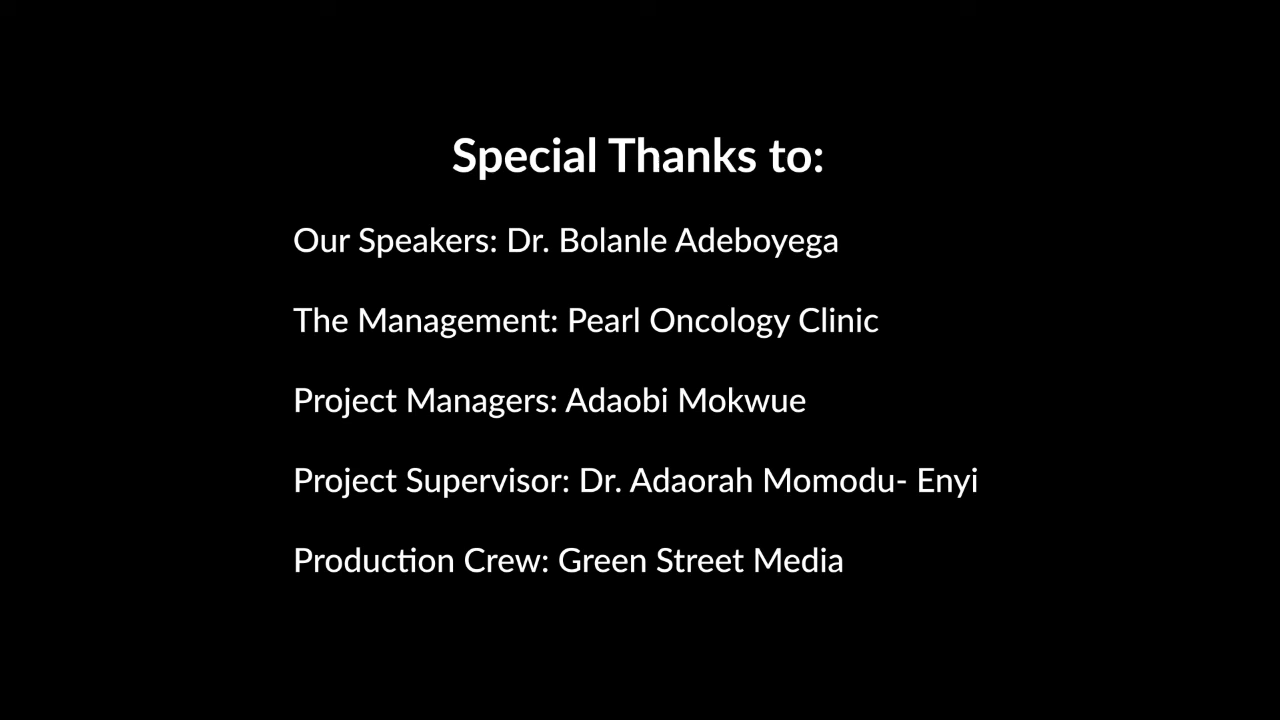 Special Thanks to:
Our Speakers: Dr. Bolanle Adeboyega
The Management: Pearl Oncology Clinic
Project Managers: Adaobi Mokwue
Project Supervisor: Dr. Adaorah Momodu- Enyi
Production Crew: Green Street Media